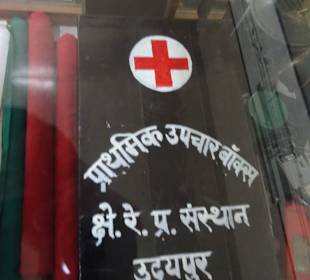 प्राथमिक उपचार बॉक्स
क्षे. रे. प्र. संस्थान
उदयपुर